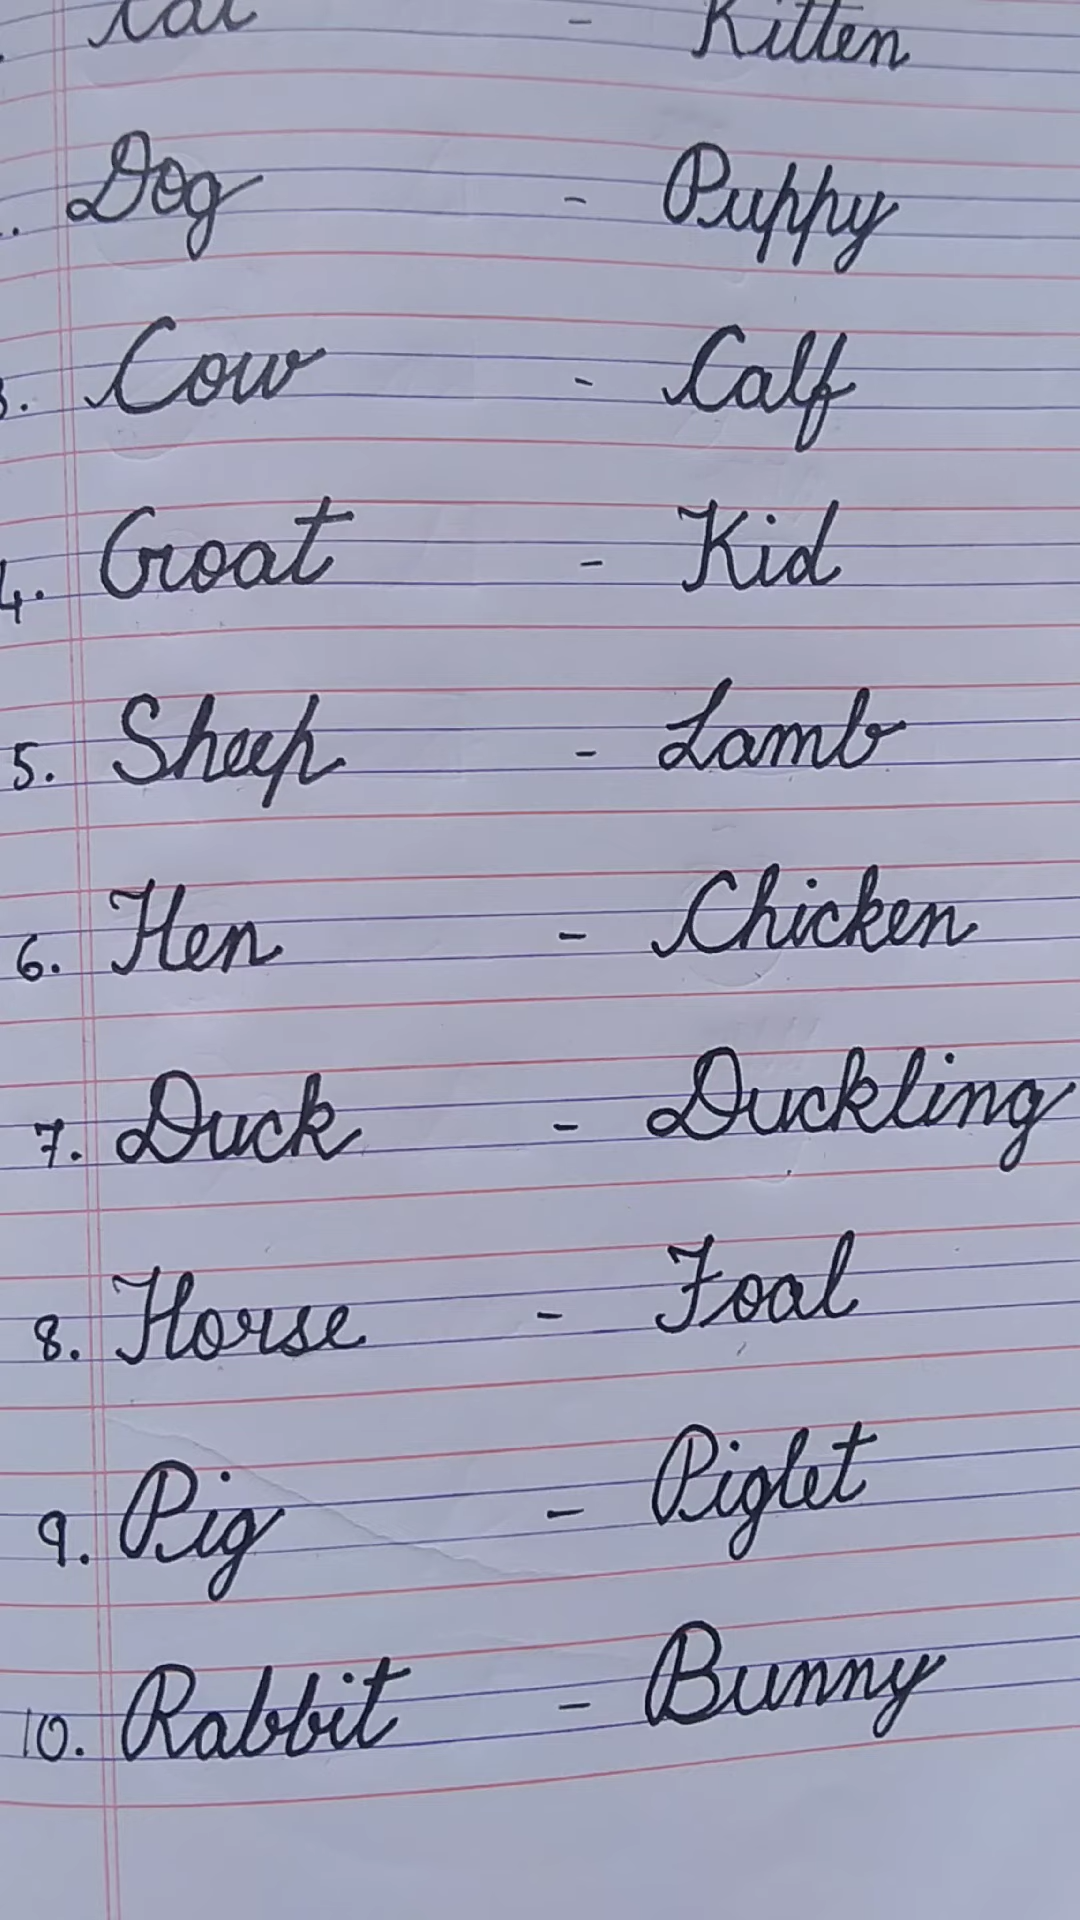 Cat - Kitten
. Dog - Puppy
3. Cow - Calf
4. Goat - Kid
5. Sheep - Lamb
6. Hen - Chicken
7. Duck - Duckling
8. Horse - Foal
9. Pig - Piglet
10. Rabbit - Bunny